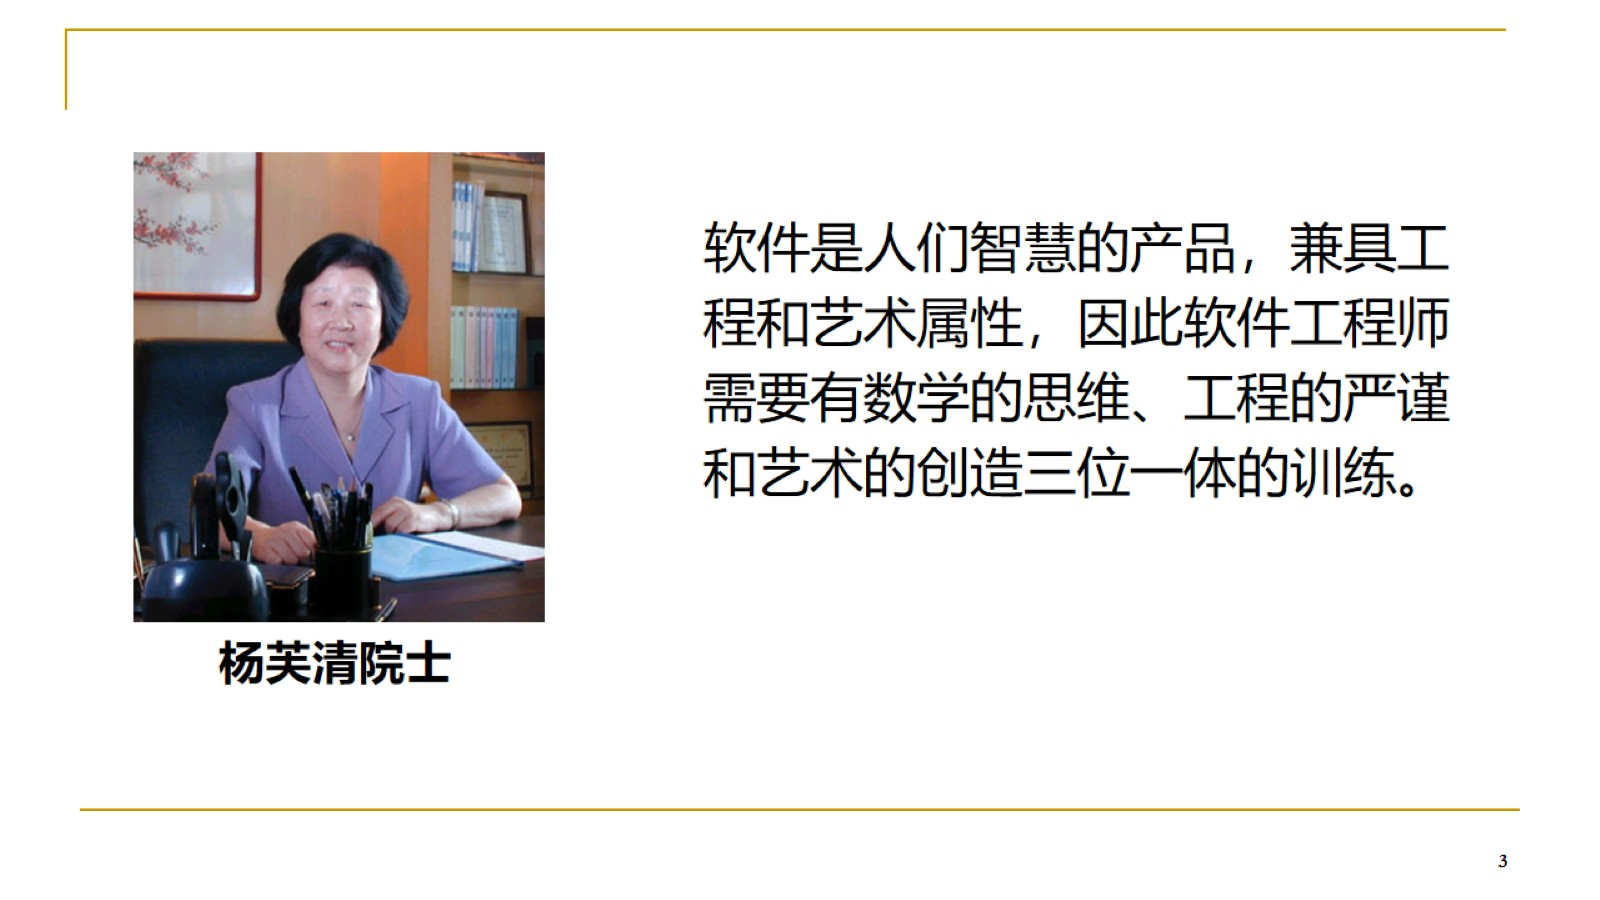 软件是人们智慧的产品，兼具工
程和艺术属性，因此软件工程师
需要有数学的思维、工程的严谨
和艺术的创造三位一体的训练。
杨芙清院士
3